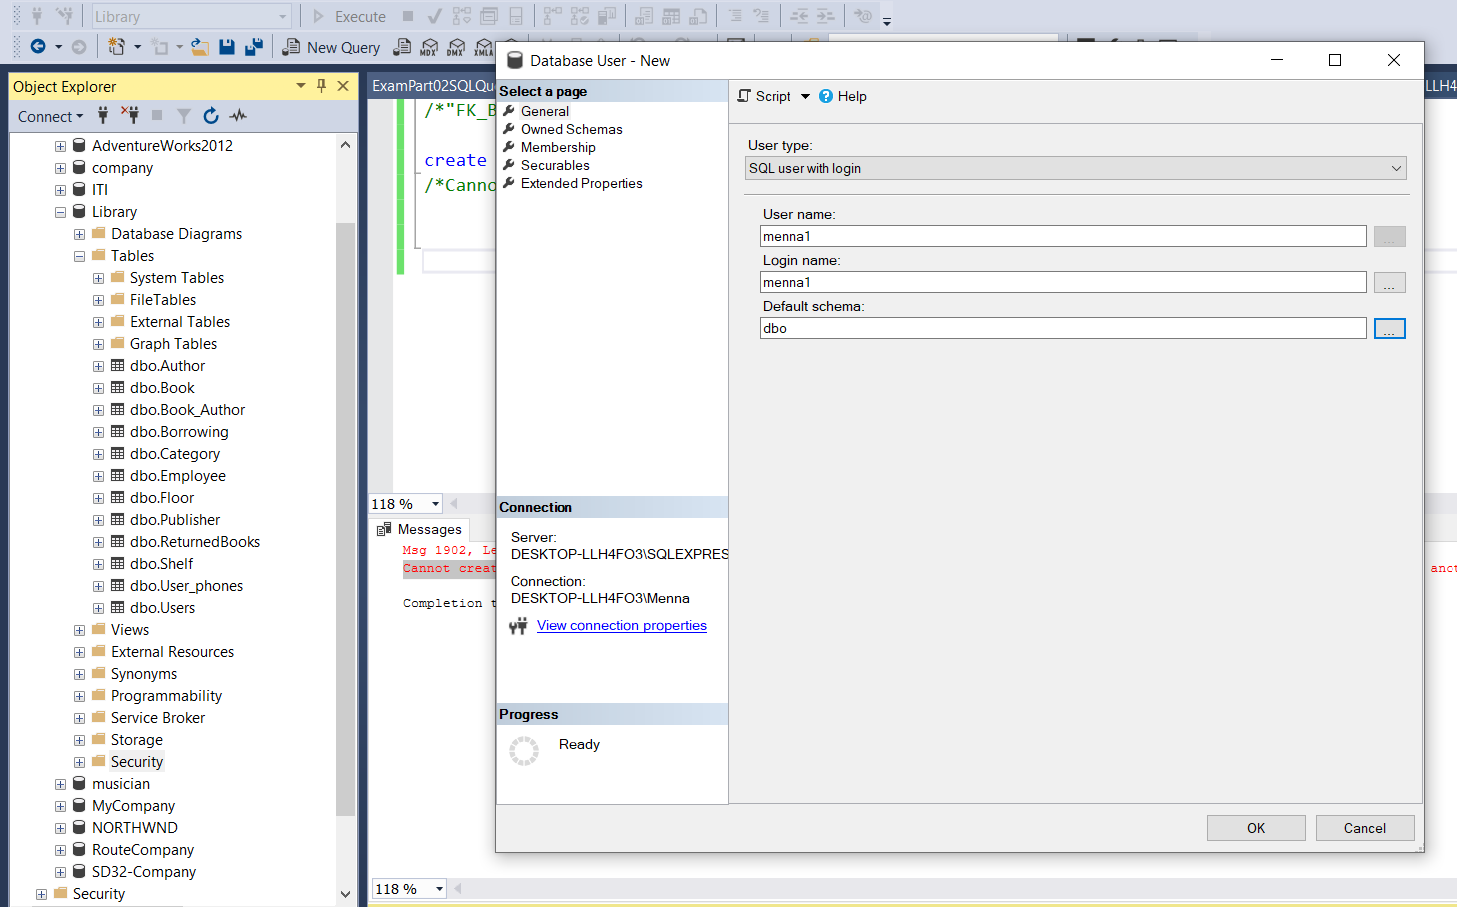 Library
Execute
New Query
MDX
DMX
XMLA
Object Explorer
Connect
AdventureWorks2012
company
ITI
Library
Database Diagrams
Tables
System Tables
FileTables
External Tables
Graph Tables
dbo.Author
dbo.Book
dbo.Book_Author
dbo.Borrowing
dbo.Category
dbo.Employee
dbo.Floor
dbo.Publisher
dbo.ReturnedBooks
dbo.Shelf
dbo.User_phones
dbo.Users
Views
External Resources
Synonyms
Programmability
Service Broker
Storage
Security
musician
MyCompany
NORTHWND
RouteCompany
SD32-Company
Security
ExamPart02SQLQu
LLH4
/*"FK_B
create
/*Canno
118 %
Messages
Msg 1902, Le
Cannot creat
anot
Completion t
118 %
Database User - New
Select a page
General
Owned Schemas
Membership
Securables
Extended Properties
Connection
Server:
DESKTOP-LLH4FO3\SQLEXPRES
Connection:
DESKTOP-LLH4FO3\Menna
View connection properties
Progress
Ready
Script
Help
User type:
SQL user with login
User name:
menna1
...
Login name:
menna1
...
Default schema:
dbo
...
OK
Cancel